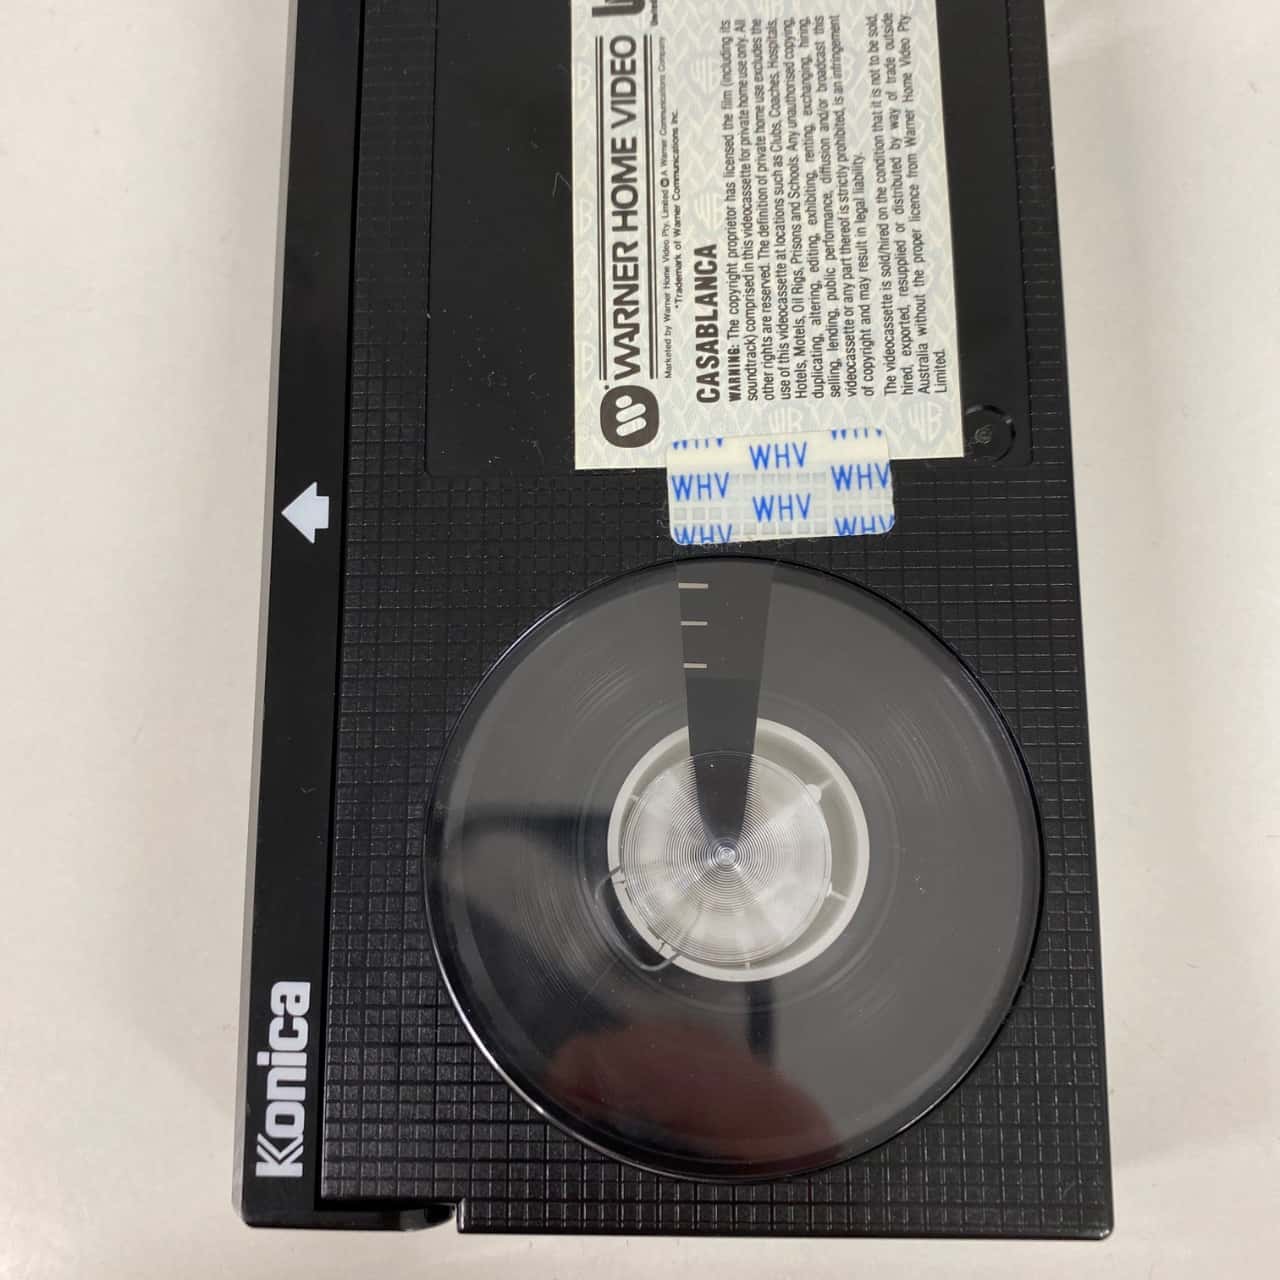 WARNER HOME VIDEO
Marketed by Warner Home Video Pty. Limited A Warner Communications Company
*Trademark of Warner Communications Inc.
CASABLANCA
WARNING: The copyright proprietor has licensed the film (including its
soundtrack) comprised in this videocassette for private home use only. All
other rights are reserved. The definition of private home use excludes the
use of this videocassette at locations such as Clubs, Coaches, Hospitals,
Hotels, Motels, Oil Rigs, Prisons and Schools. Any unauthorised copying,
duplicating, altering, editing, exhibiting, renting, exchanging, hiring,
selling, lending, public performance, diffusion and/or broadcast this
videocassette or any part thereof is strictly prohibited, is an infringement
of copyright and may result in legal liability.
The videocassette is sold/hired on the condition that it is not to be sold,
hired, exported, resupplied or distributed by way of trade outside
Australia without the proper licence from Warner Home Video Pty
Limited.
WB
WHV
WHV WHV
WHV
WHV WHV
Konica